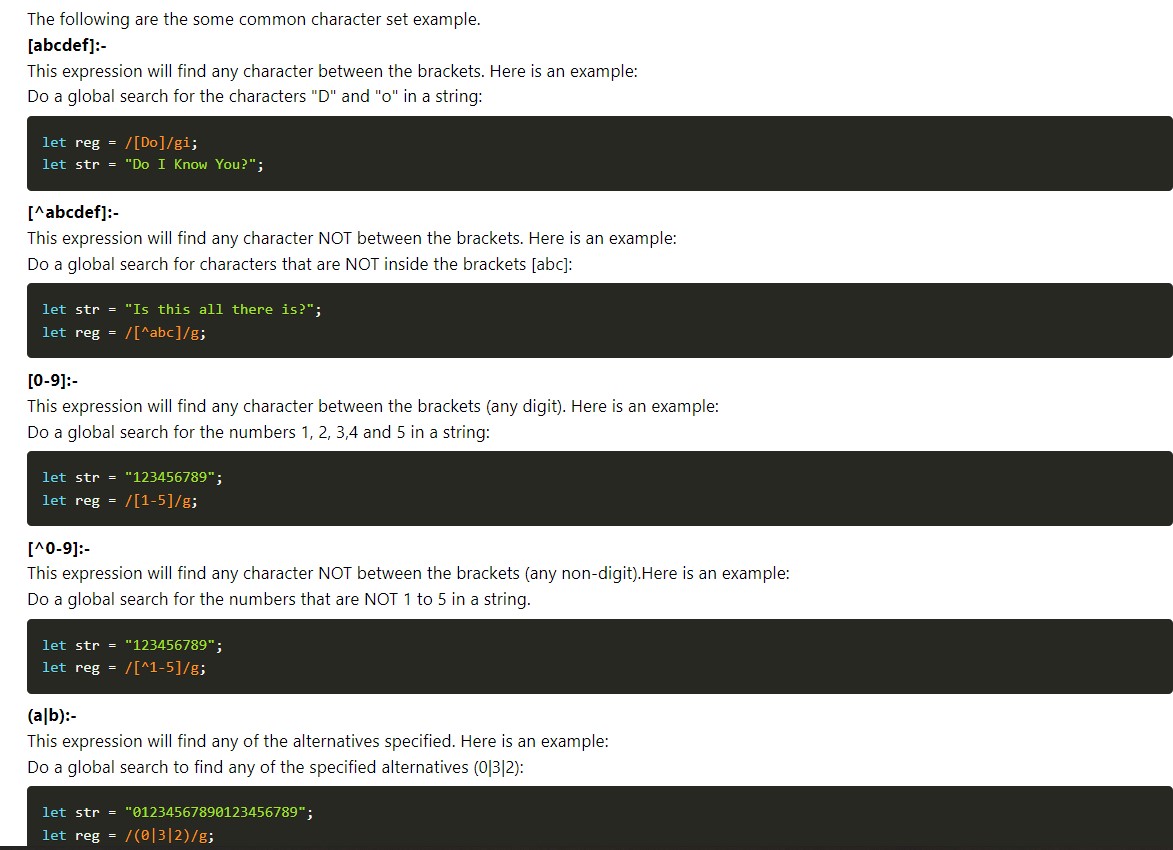 The following are the some common character set example.
[abcdef]:-
This expression will find any character between the brackets. Here is an example:
Do a global search for the characters "D" and "o" in a string:
let reg = /[Do]/gi;
let str = "Do I Know You?";
[^abcdef]:-
This expression will find any character NOT between the brackets. Here is an example:
Do a global search for characters that are NOT inside the brackets [abc]:
let str = "Is this all there is?";
let reg = /[^abc]/g;
[0-9]:-
This expression will find any character between the brackets (any digit). Here is an example:
Do a global search for the numbers 1, 2, 3,4 and 5 in a string:
let str = "123456789";
let reg = /[1-5]/g;
[^0-9]:-
This expression will find any character NOT between the brackets (any non-digit).Here is an example:
Do a global search for the numbers that are NOT 1 to 5 in a string.
let str = "123456789";
let reg = /[^1-5]/g;
(a|b):-
This expression will find any of the alternatives specified. Here is an example:
Do a global search to find any of the specified alternatives (0|3|2):
let str = "01234567890123456789";
let reg = /(0|3|2)/g;